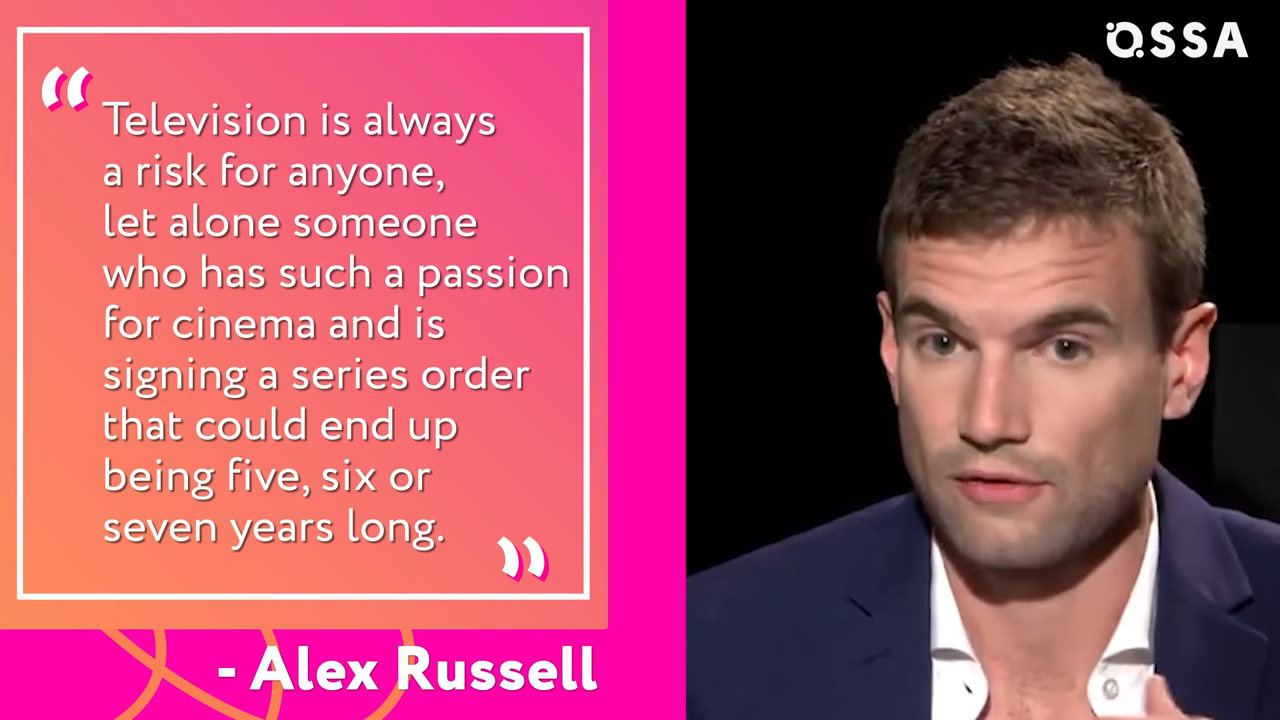 OSSA
“
Television is always
a risk for anyone,
let alone someone
who has such a passion
for cinema and is
signing a series order
that could end up
being five, six or
seven years long.
”
- Alex Russell